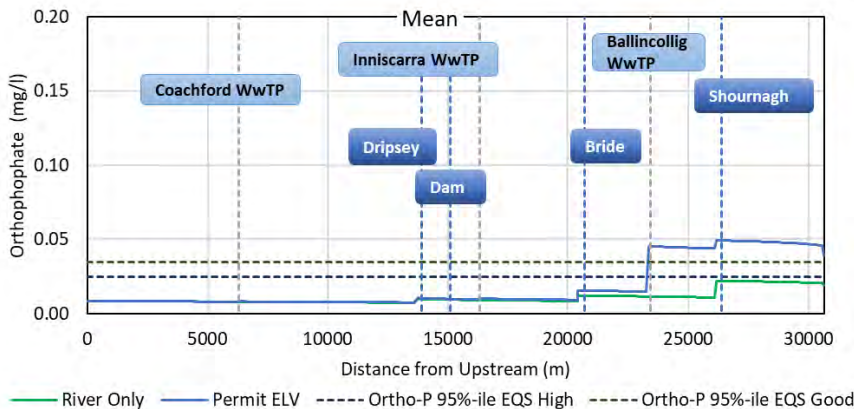 Mean
0.20
0.15
0.10
0.05
0.00
Orthophophate (mg/l)
Coachford WwTP
Inniscarra WwTP
Ballincollig
WwTP
Shournagh
Dripsey
Dam
Bride
0 5000 10000 15000 20000 25000 30000
Distance from Upstream (m)
River Only Permit ELV Ortho-P 95%-ile EQS High Ortho-P 95%-ile EQS Good